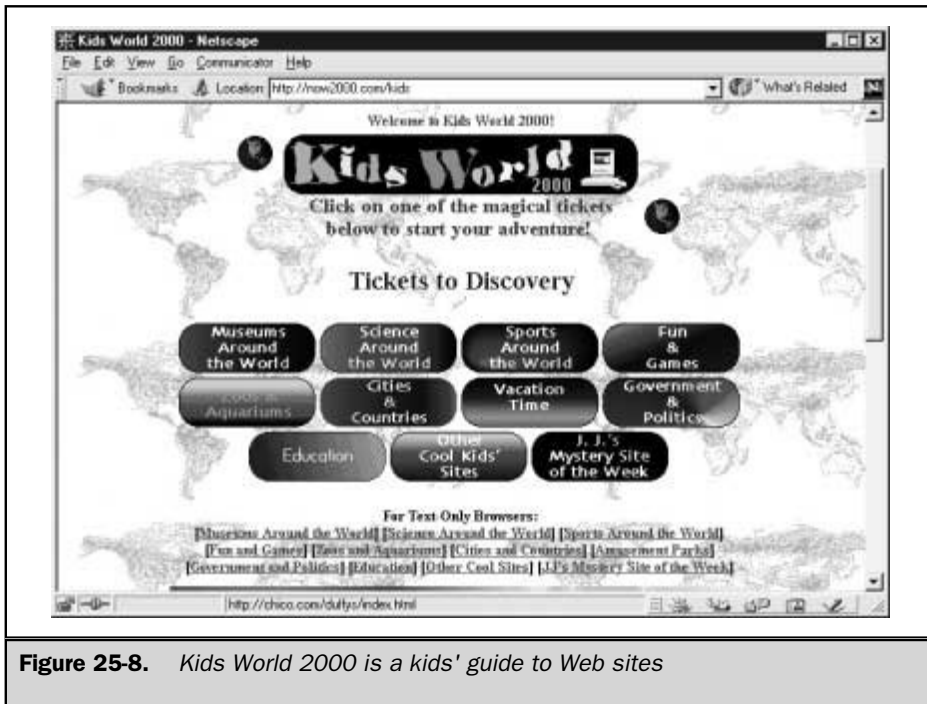 Kids World 2000 - Netscape
File Edit View Go Communicator Help
Bookmarks Location: http://now2000.com/kids What's Related N
Welcome to Kids World 2000!
Kids World
2000
Click on one of the magical tickets
below to start your adventure!
Tickets to Discovery
Museums Around the World
Science Around the World
Sports Around the World
Fun & Games
Zoos & Aquariums
Cities & Countries
Vacation Time
Government & Politics
Education
Other Cool Kids' Sites
J. J.'s Mystery Site of the Week
For Text Only Browsers:
[Museums Around the World] [Science Around the World] [Sports Around the World]
[Fun and Games] [Zoos and Aquariums] [Cities and Countries] [Amusement Parks]
[Government and Politics] [Education] [Other Cool Sites] [J.J's Mystery Site of the Week]
http://chico.com/duffys/index.html
Figure 25-8. Kids World 2000 is a kids' guide to Web sites